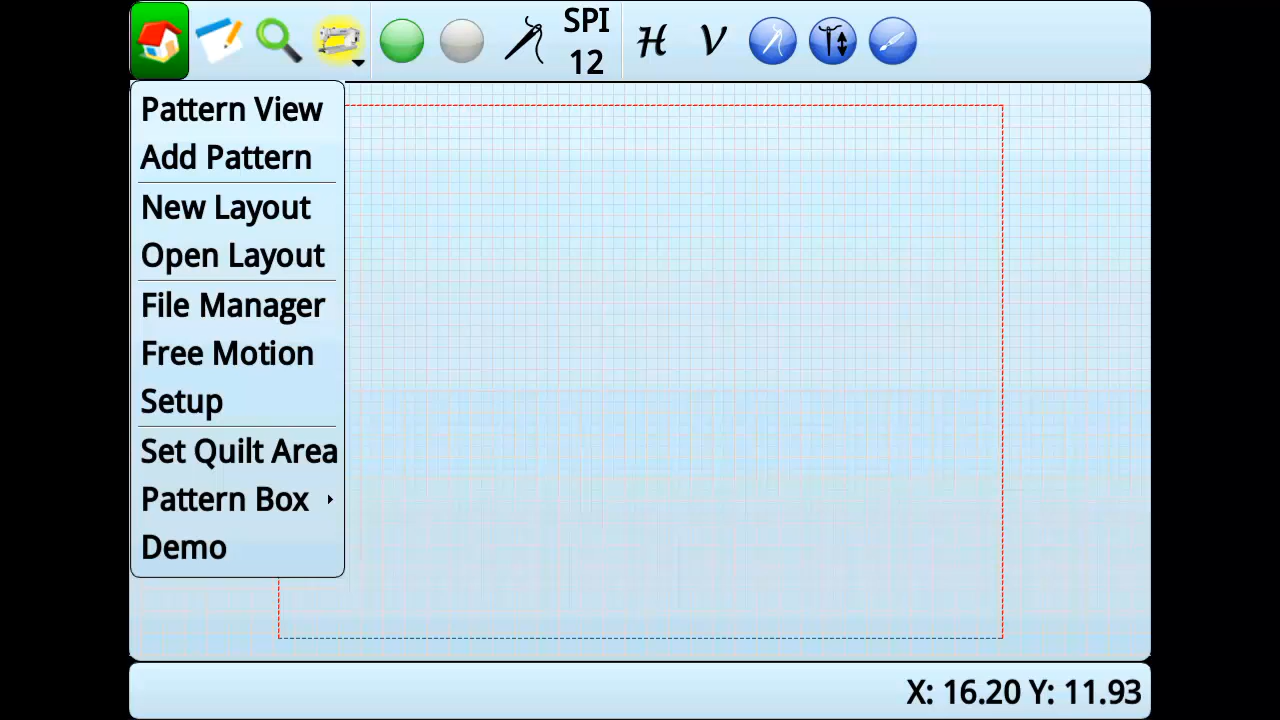 SPI
12
H V
Pattern View
Add Pattern
New Layout
Open Layout
File Manager
Free Motion
Setup
Set Quilt Area
Pattern Box
Demo
X: 16.20 Y: 11.93